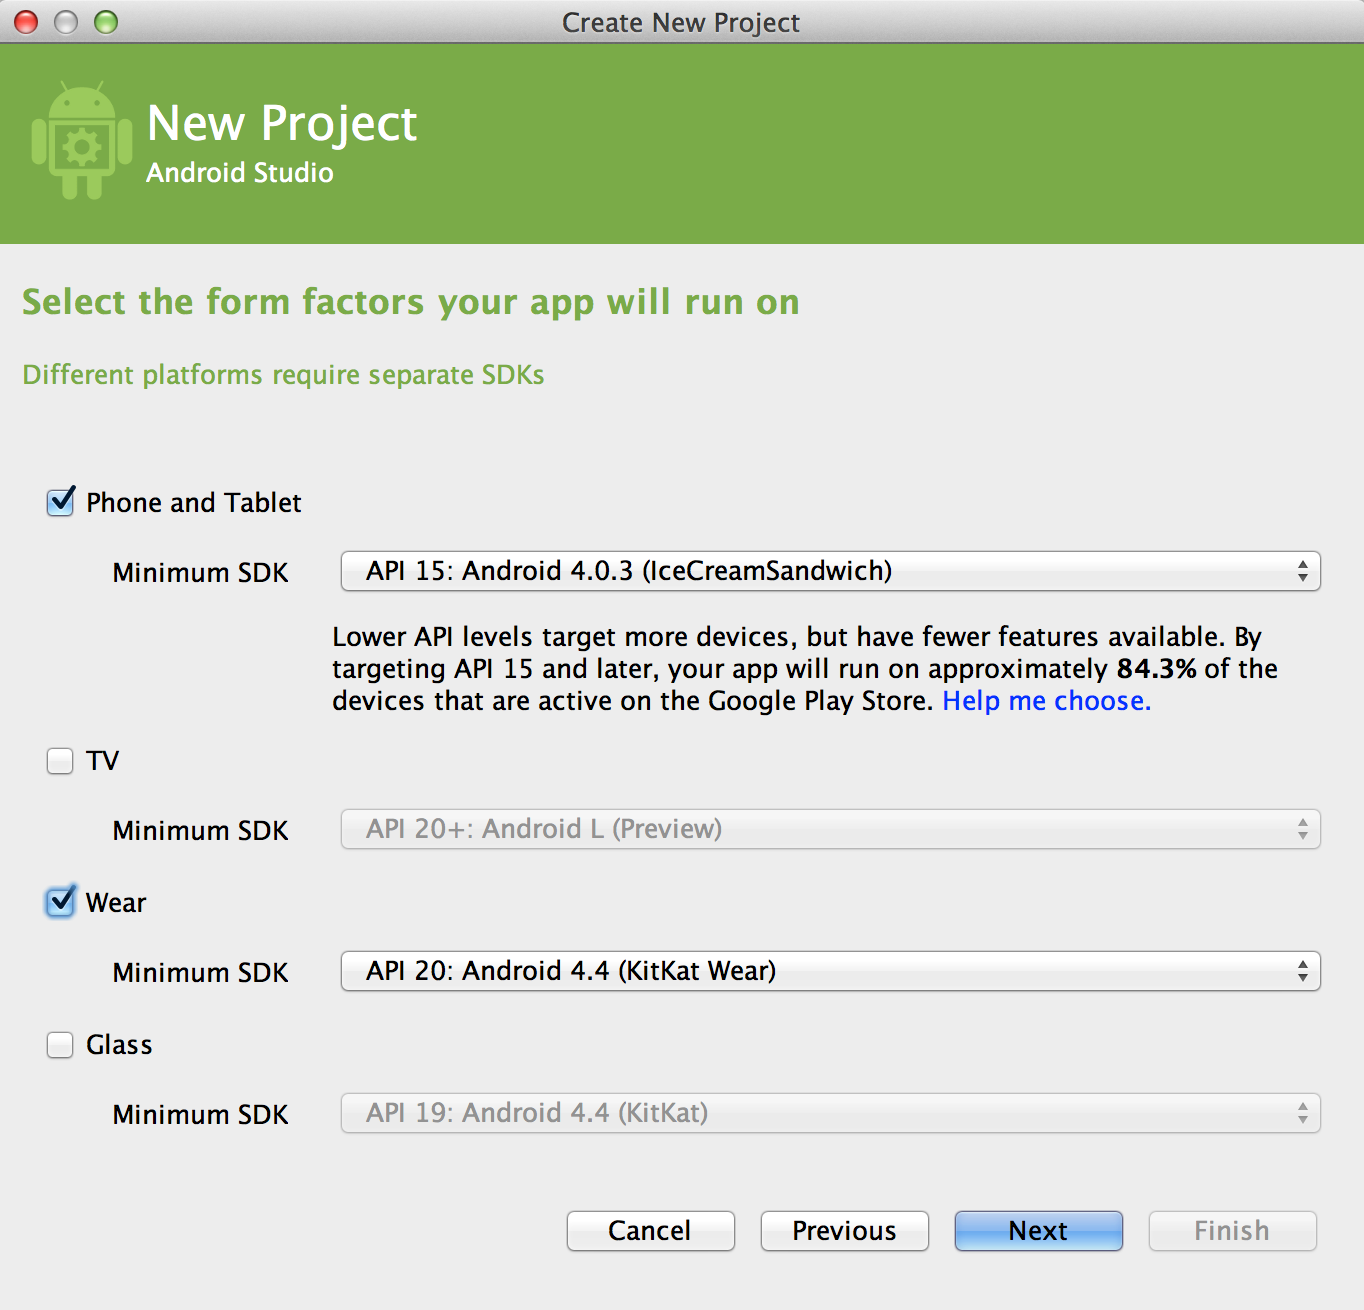 Create New Project
New Project
Android Studio
Select the form factors your app will run on
Different platforms require separate SDKs
Phone and Tablet
Minimum SDK API 15: Android 4.0.3 (IceCreamSandwich)
Lower API levels target more devices, but have fewer features available. By
targeting API 15 and later, your app will run on approximately 84.3% of the
devices that are active on the Google Play Store. Help me choose.
TV
Minimum SDK API 20+: Android L (Preview)
Wear
Minimum SDK API 20: Android 4.4 (KitKat Wear)
Glass
Minimum SDK API 19: Android 4.4 (KitKat)
Cancel Previous Next Finish